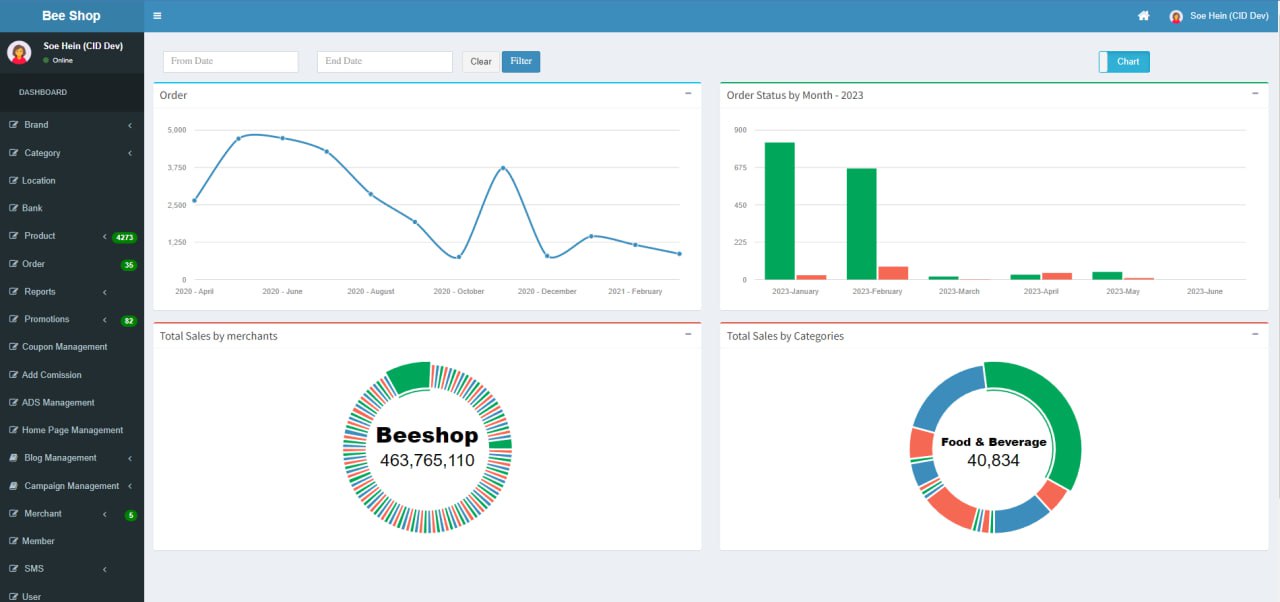 Bee Shop
Soe Hein (CID Dev)
Soe Hein (CID Dev)
Online
DASHBOARD
Brand
Category
Location
Bank
Product 4273
Order 35
Reports
Promotions 82
Coupon Management
Add Comission
ADS Management
Home Page Management
Blog Management
Campaign Management
Merchant 5
Member
SMS
User
From Date End Date Clear Filter Chart
Order
5,000
3,750
2,500
1,250
0
2020 - April 2020 - June 2020 - August 2020 - October 2020 - December 2021 - February
Order Status by Month - 2023
900
675
450
225
0
2023-January 2023-February 2023-March 2023-April 2023-May 2023-June
Total Sales by merchants
Beeshop
463,765,110
Total Sales by Categories
Food & Beverage
40,834